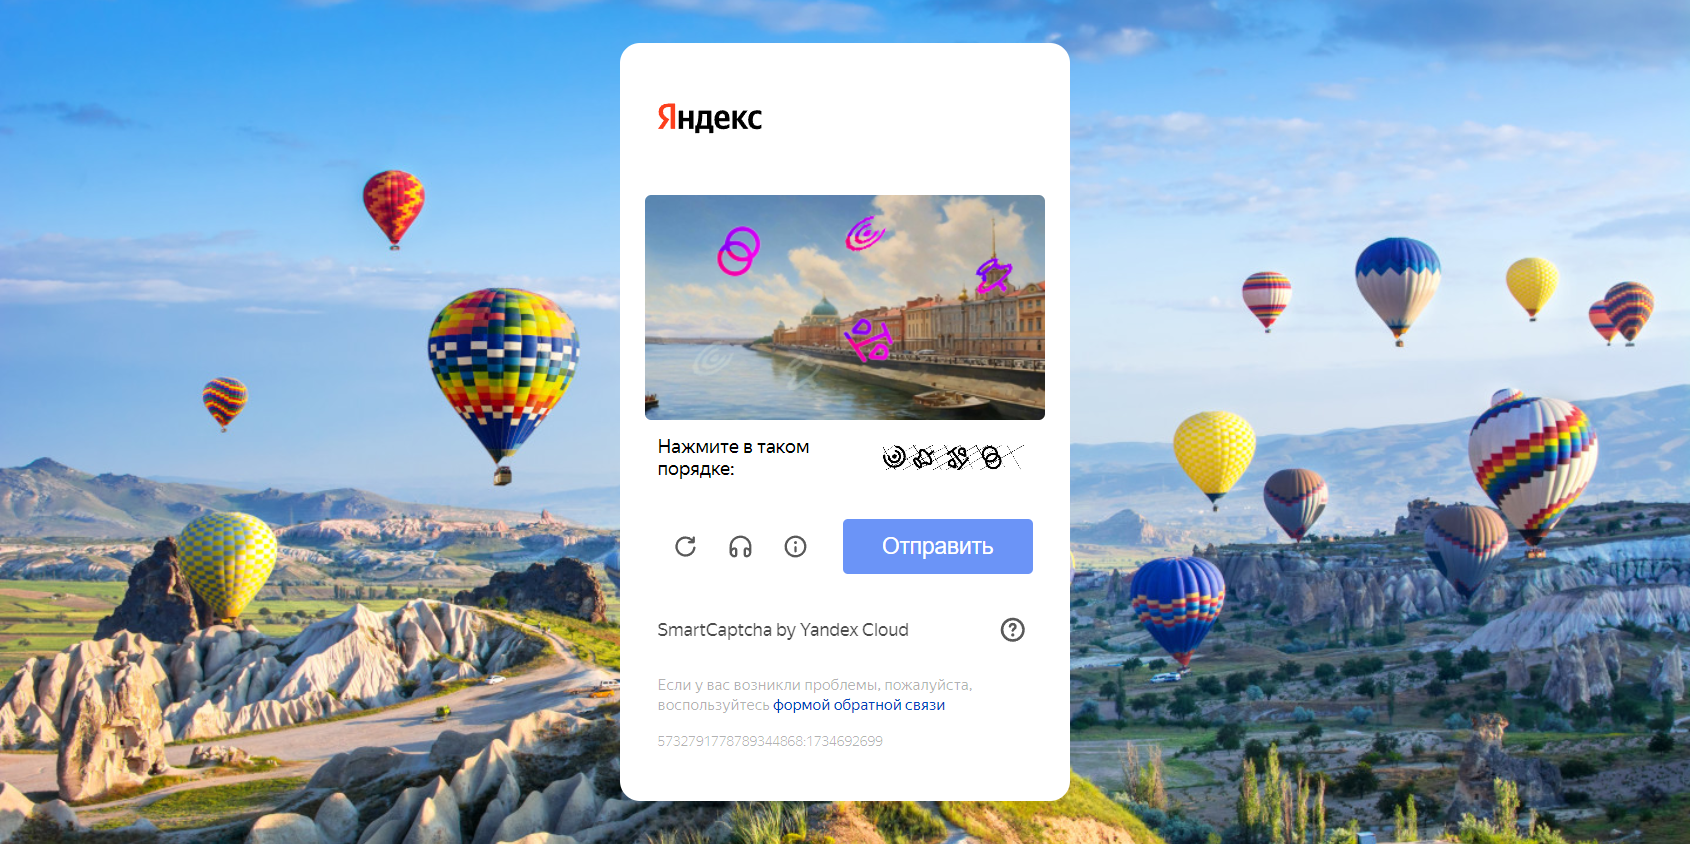 Яндекс
Нажмите в таком
порядке:
Отправить
SmartCaptcha by Yandex Cloud
Если у вас возникли проблемы, пожалуйста,
воспользуйтесь формой обратной связи
5732791778789344868:1734692699